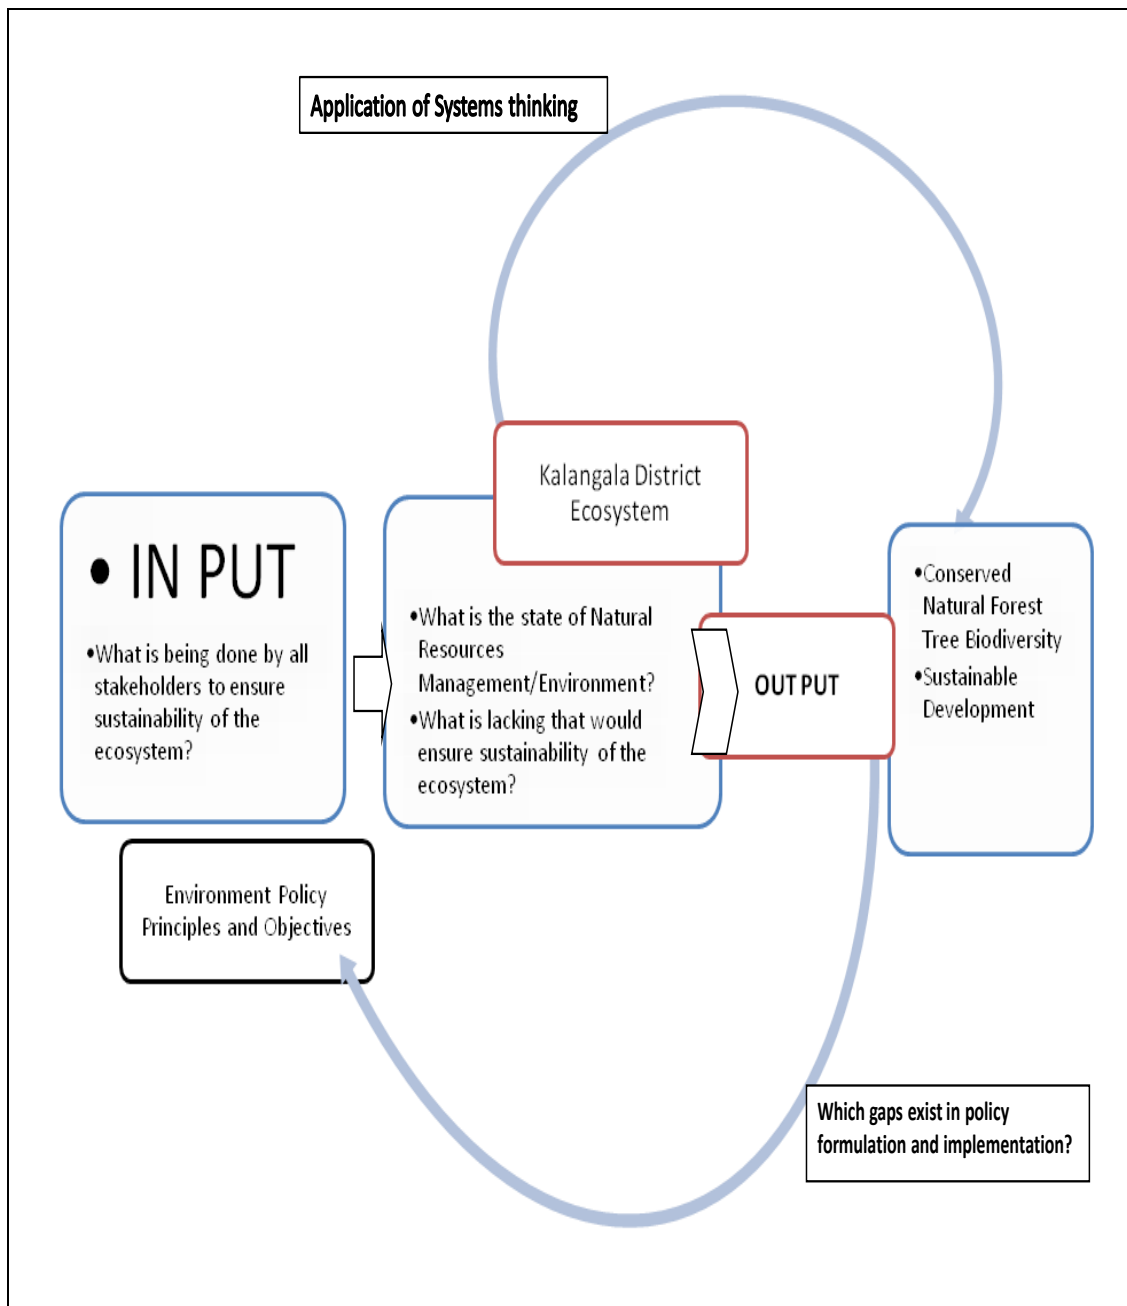 Application of Systems thinking
Kalangala District
Ecosystem
• IN PUT
•What is being done by all
stakeholders to ensure
sustainability of the
ecosystem?
•What is the state of Natural
Resources
Management/Environment?
•What is lacking that would
ensure sustainability of the
ecosystem?
OUT PUT
•Conserved
Natural Forest
Tree Biodiversity
•Sustainable
Development
Environment Policy
Principles and Objectives
Which gaps exist in policy
formulation and implementation?